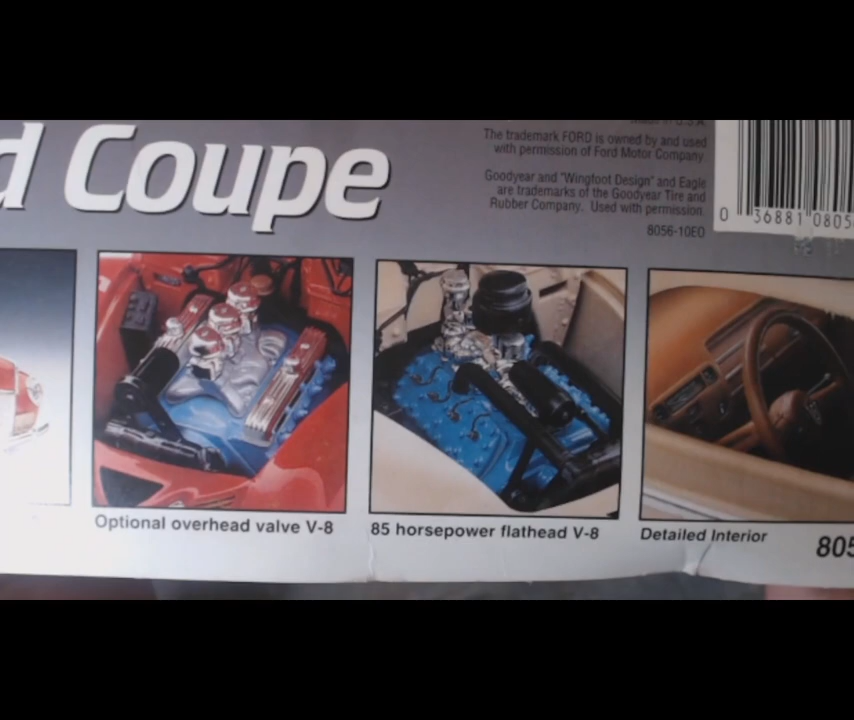 d Coupe
Made in U.S.A.
The trademark FORD is owned by and used
with permission of Ford Motor Company
Goodyear and "Wingfoot Design" and Eagle
are trademarks of the Goodyear Tire and
Rubber Company. Used with permission.
8056-10EO
0 36881 0805
Optional overhead valve V-8
85 horsepower flathead V-8
Detailed Interior
805